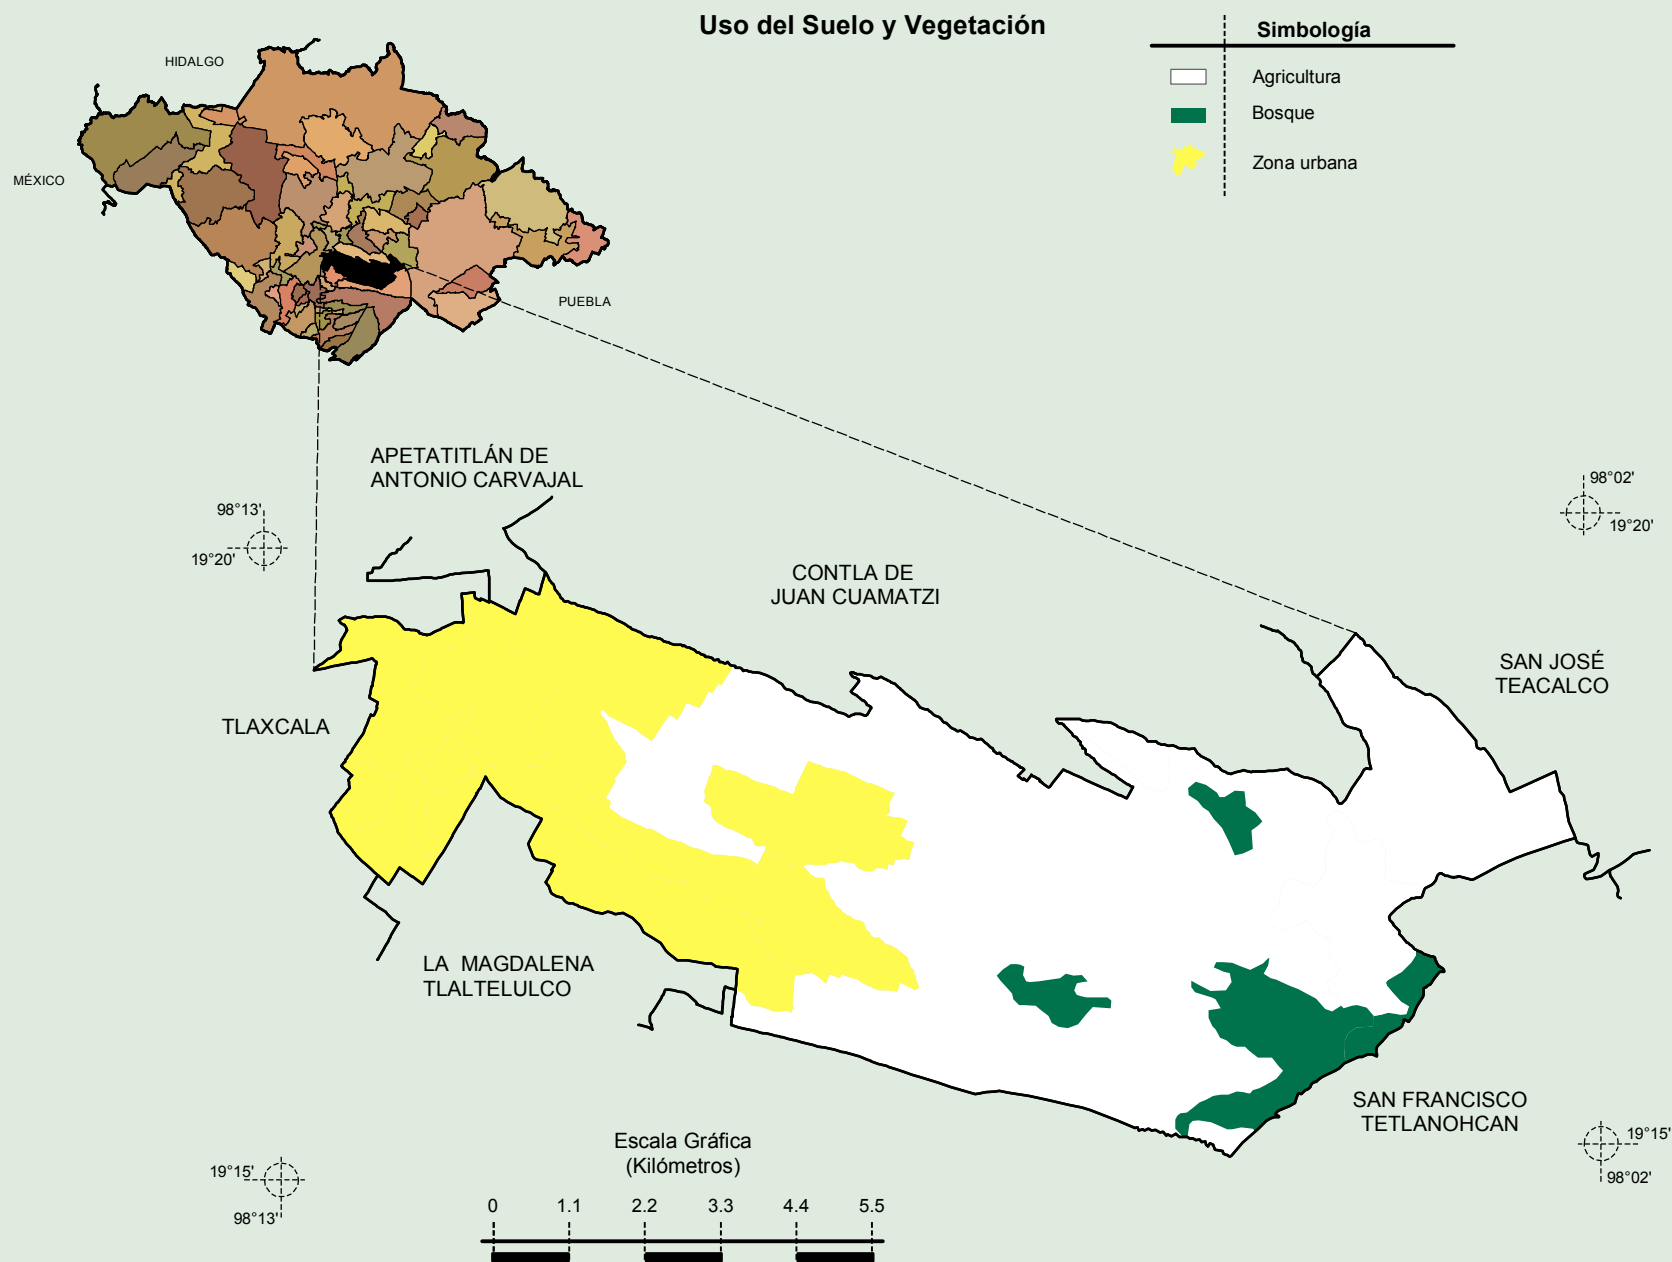 Uso del Suelo y Vegetación
Simbología
Agricultura
Bosque
Zona urbana
HIDALGO
MÉXICO
PUEBLA
APETATITLÁN DE
ANTONIO CARVAJAL
98°13'
19°20'
98°02'
19°20'
CONTLA DE
JUAN CUAMATZI
SAN JOSÉ
TEACALCO
TLAXCALA
LA MAGDALENA
TLALTELULCO
SAN FRANCISCO
TETLANOHCAN
19°15'
98°02'
19°15'
98°13'
Escala Gráfica
(Kilómetros)
0 1.1 2.2 3.3 4.4 5.5